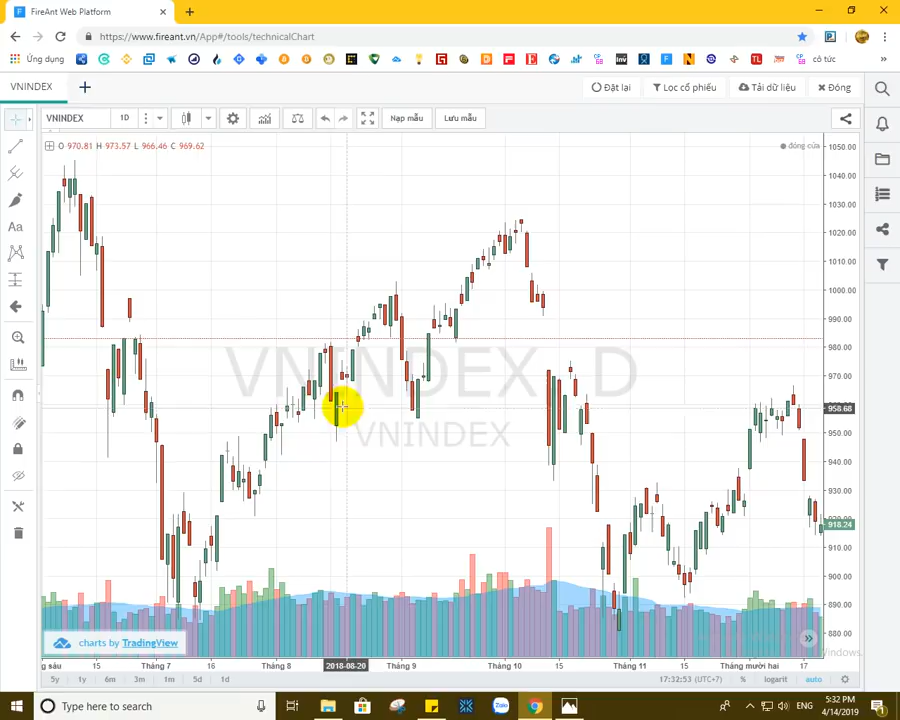 FireAnt Web Platform
https://www.fireant.vn/App#/tools/technicalChart
Ứng dụng
cổ tức
VNINDEX
Đặt lại
Lọc cổ phiếu
Tải dữ liệu
Đóng
VNINDEX
1D
Nạp mẫu
Lưu mẫu
O 970.81 H 973.57 L 966.46 C 969.62
đóng cửa
VNINDEX D
VNINDEX
1050.00
1040.00
1030.00
1020.00
1010.00
1000.00
990.00
980.00
970.00
958.68
950.00
940.00
930.00
918.24
910.00
900.00
890.00
880.00
Aa
charts by TradingView
g sáu
15
Tháng 7
16
Tháng 8
2018-08-20
Tháng 9
Tháng 10
15
Tháng 11
15
Tháng mười hai
17
5y
1y
6m
3m
1m
5d
1d
17:32:53 (UTC+7)
%
logarit
auto
Type here to search
Zalo
ENG
5:32 PM
4/14/2019